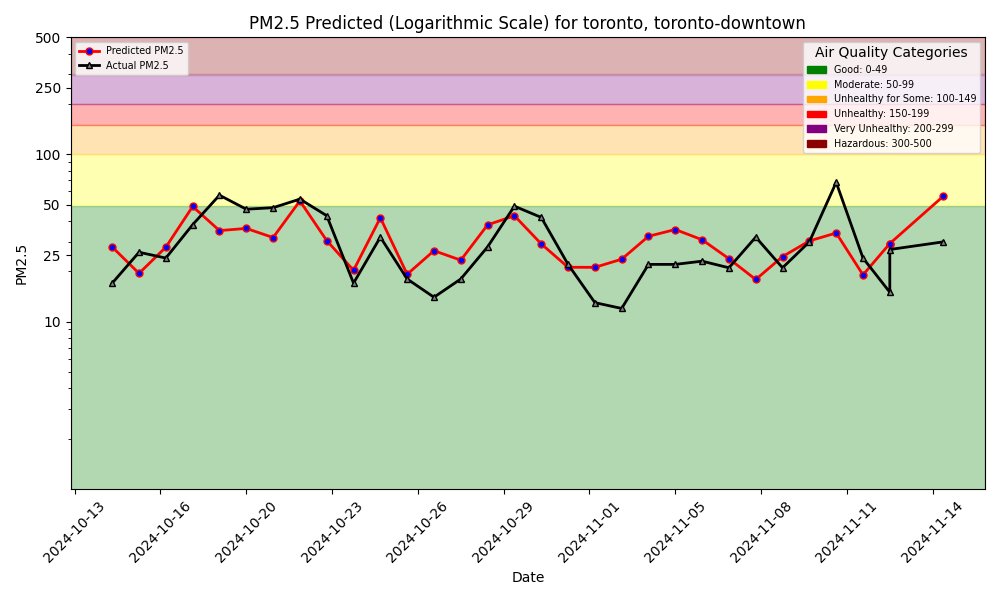 PM2.5 Predicted (Logarithmic Scale) for toronto, toronto-downtown
Predicted PM2.5
Actual PM2.5
Air Quality Categories
Good: 0-49
Moderate: 50-99
Unhealthy for Some: 100-149
Unhealthy: 150-199
Very Unhealthy: 200-299
Hazardous: 300-500
500
250
100
50
25
10
PM2.5
2024-10-13
2024-10-16
2024-10-20
2024-10-23
2024-10-26
2024-10-29
2024-11-01
2024-11-05
2024-11-08
2024-11-11
2024-11-14
Date